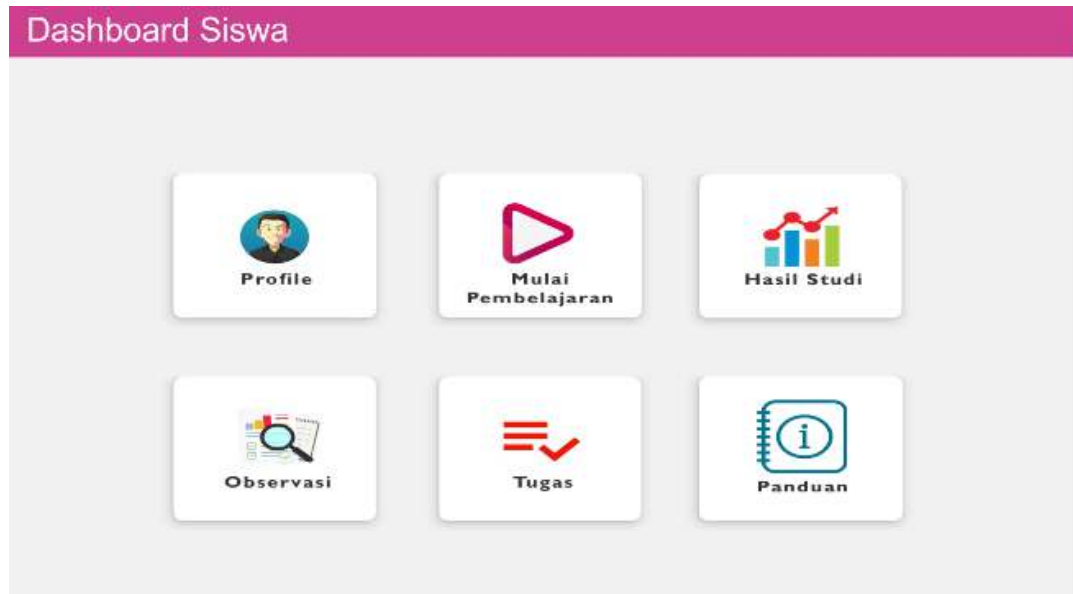 Dashboard Siswa
Profile
Mulai
Pembelajaran
Hasil Studi
Observasi
Tugas
Panduan